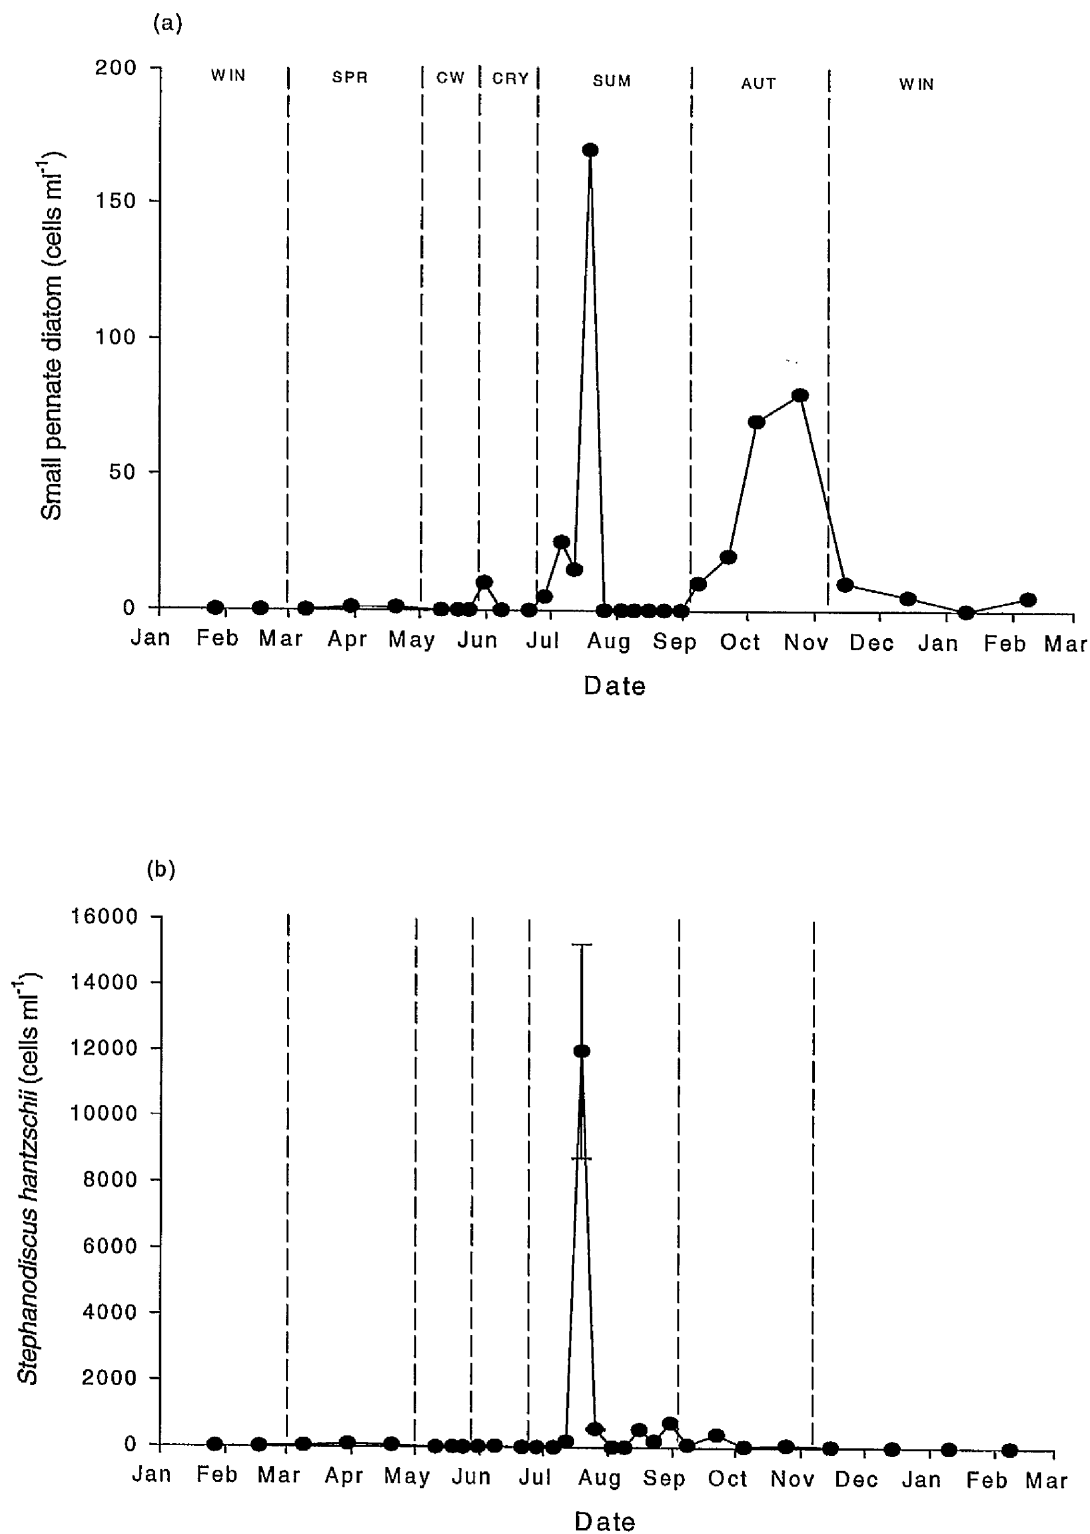 (a)
Small pennate diatom (cells ml⁻¹)
200
150
100
50
0
WIN SPR CW CRY SUM AUT WIN
Jan Feb Mar Apr May Jun Jul Aug Sep Oct Nov Dec Jan Feb Mar
Date
(b)
Stephanodiscus hantzschii (cells ml⁻¹)
16000
14000
12000
10000
8000
6000
4000
2000
0
Jan Feb Mar Apr May Jun Jul Aug Sep Oct Nov Dec Jan Feb Mar
Date